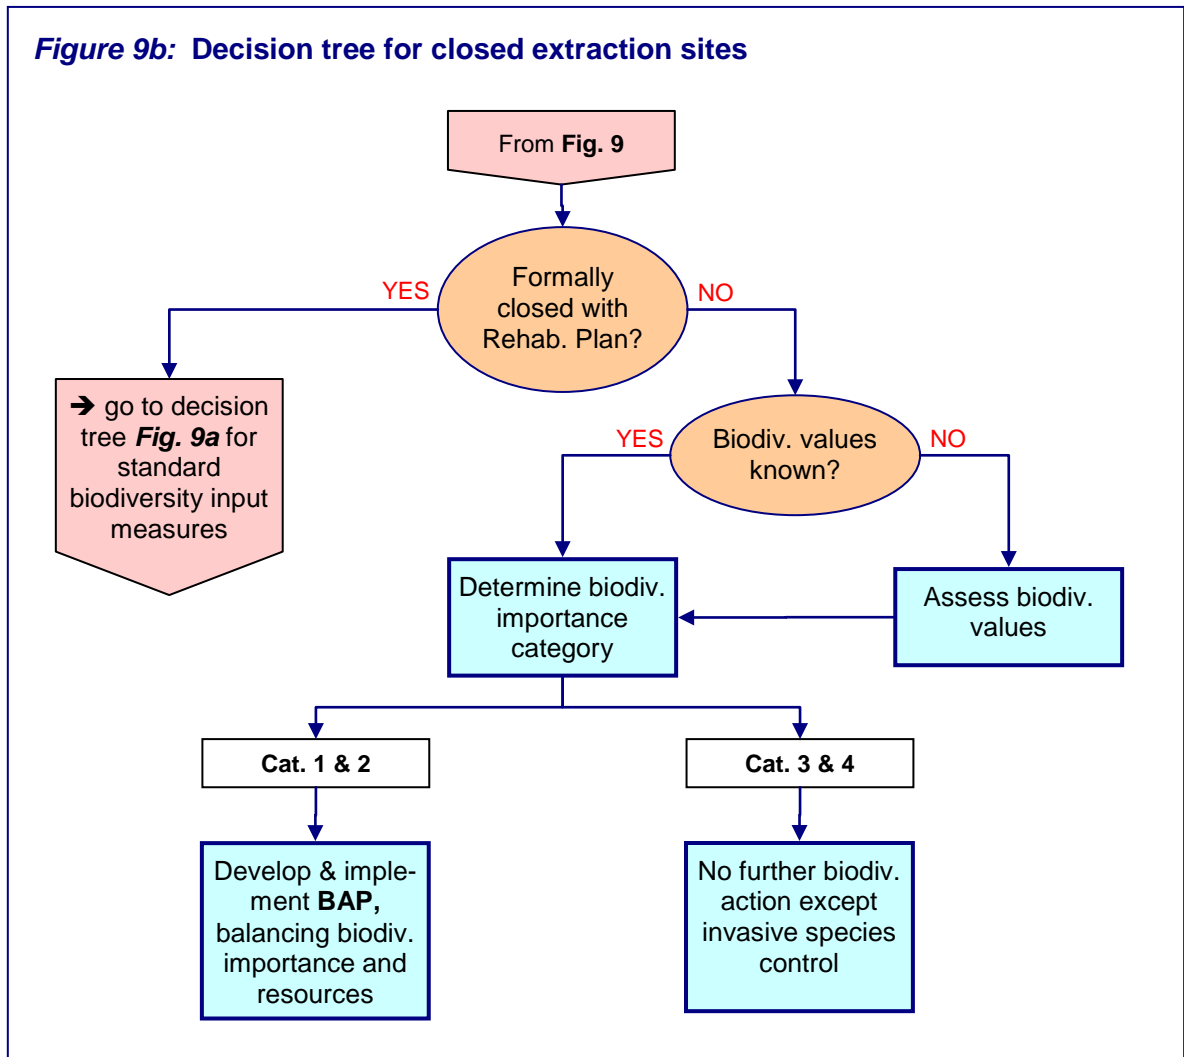 Figure 9b: Decision tree for closed extraction sites
From Fig. 9
Formally
closed with
Rehab. Plan?
YES
NO
➔ go to decision
tree Fig. 9a for
standard
biodiversity input
measures
Biodiv. values
known?
YES
NO
Determine biodiv.
importance
category
Assess biodiv.
values
Cat. 1 & 2
Cat. 3 & 4
Develop & imple-
ment BAP,
balancing biodiv.
importance and
resources
No further biodiv.
action except
invasive species
control